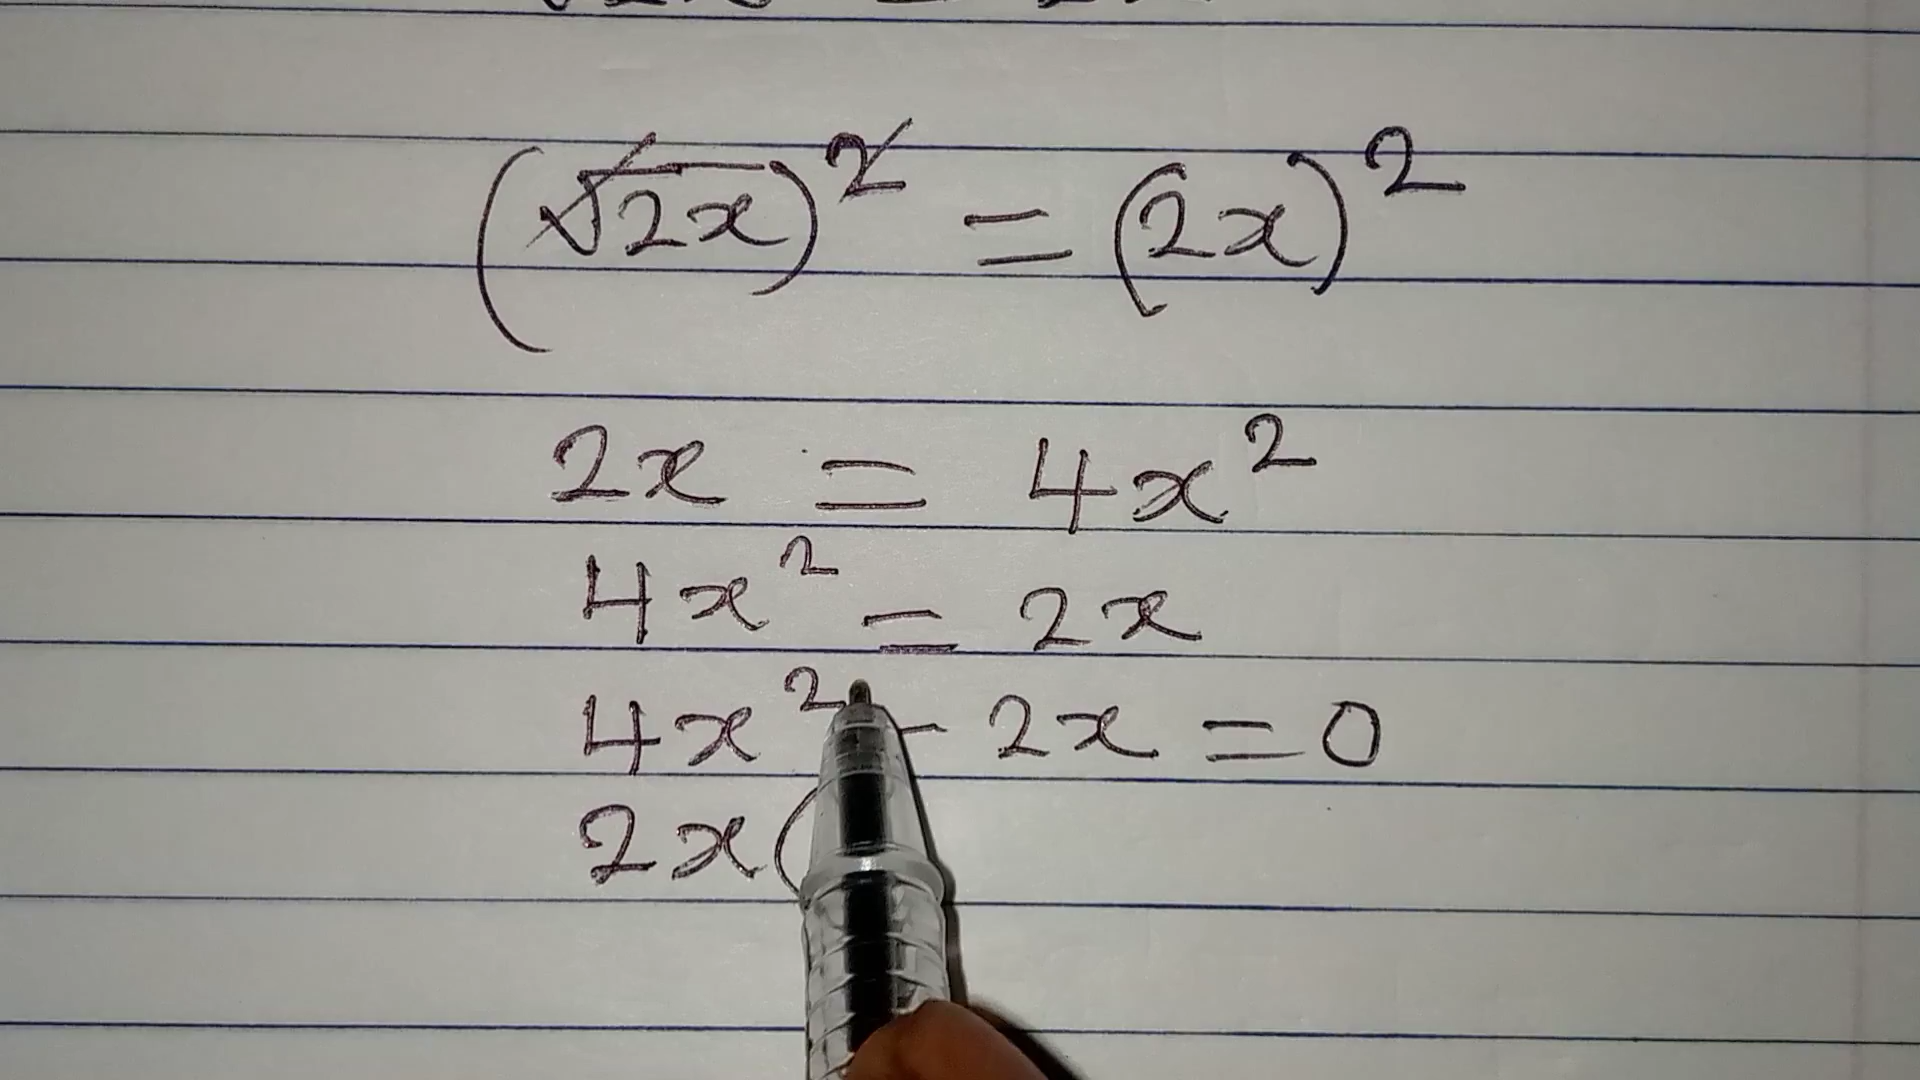 (√2x)² = (2x)²
2x = 4x²
4x² = 2x
4x² - 2x = 0
2x(